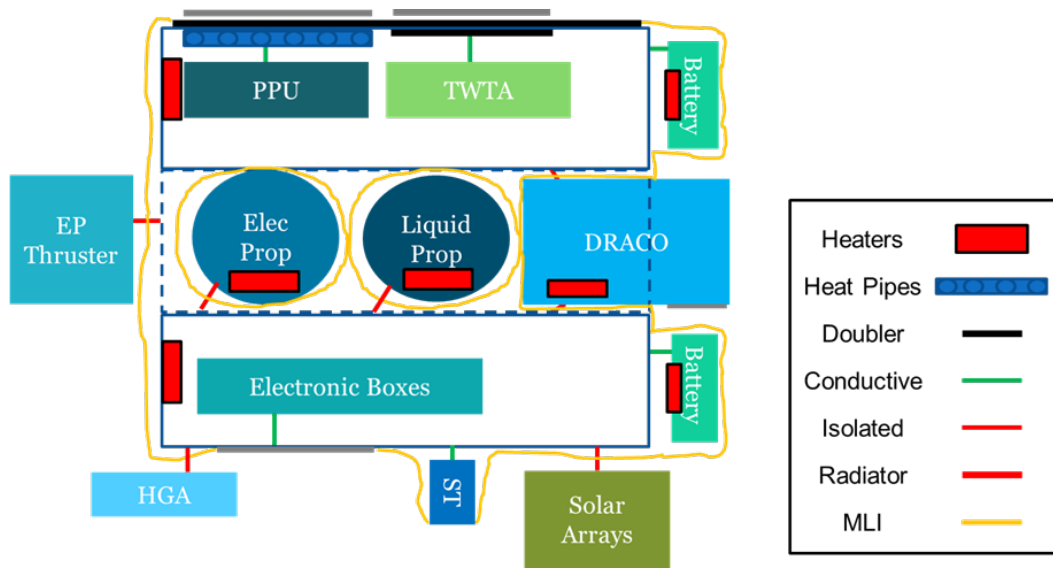 PPU
TWTA
Battery
EP
Thruster
Elec
Prop
Liquid
Prop
DRACO
Electronic Boxes
Battery
HGA
ST
Solar
Arrays
Heaters
Heat Pipes
Doubler
Conductive
Isolated
Radiator
MLI